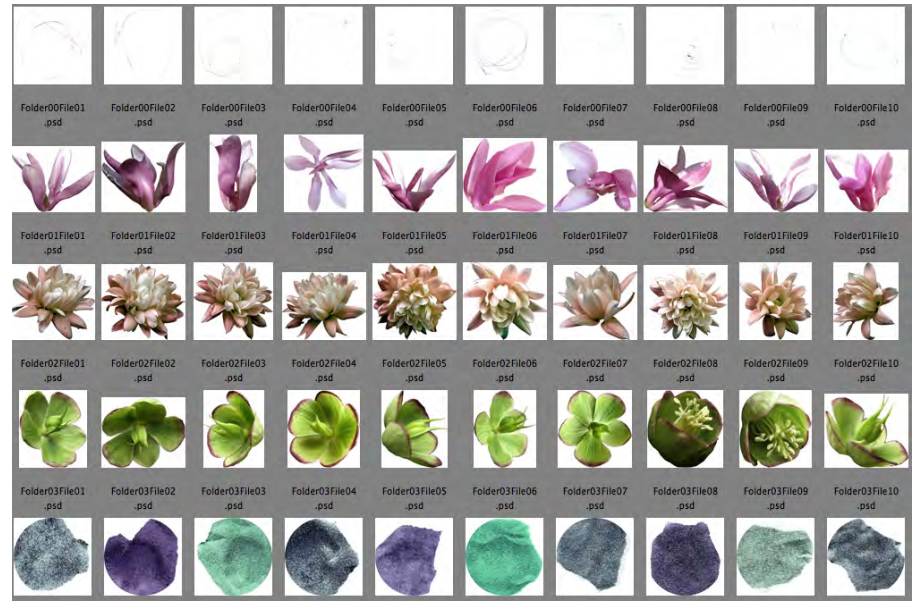 Folder00File01 Folder00File02 Folder00File03 Folder00File04 Folder00File05 Folder00File06 Folder00File07 Folder00File08 Folder00File09 Folder00File10
.psd .psd .psd .psd .psd .psd .psd .psd .psd .psd
Folder01File01 Folder01File02 Folder01File03 Folder01File04 Folder01File05 Folder01File06 Folder01File07 Folder01File08 Folder01File09 Folder01File10
.psd .psd .psd .psd .psd .psd .psd .psd .psd .psd
Folder02File01 Folder02File02 Folder02File03 Folder02File04 Folder02File05 Folder02File06 Folder02File07 Folder02File08 Folder02File09 Folder02File10
.psd .psd .psd .psd .psd .psd .psd .psd .psd .psd
Folder03File01 Folder03File02 Folder03File03 Folder03File04 Folder03File05 Folder03File06 Folder03File07 Folder03File08 Folder03File09 Folder03File10
.psd .psd .psd .psd .psd .psd .psd .psd .psd .psd